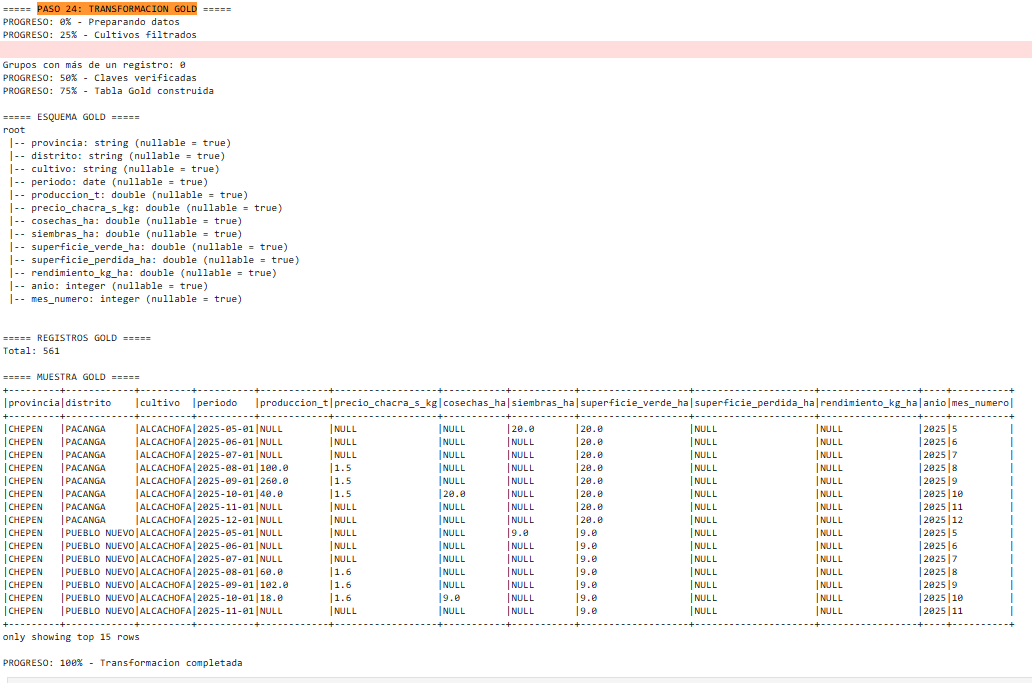 ===== PASO 24: TRANSFORMACION GOLD =====
PROGRESO: 0% - Preparando datos
PROGRESO: 25% - Cultivos filtrados
Grupos con más de un registro: 0
PROGRESO: 50% - Claves verificadas
PROGRESO: 75% - Tabla Gold construida
===== ESQUEMA GOLD =====
root
 |-- provincia: string (nullable = true)
 |-- distrito: string (nullable = true)
 |-- cultivo: string (nullable = true)
 |-- periodo: date (nullable = true)
 |-- produccion_t: double (nullable = true)
 |-- precio_chacra_s_kg: double (nullable = true)
 |-- cosechas_ha: double (nullable = true)
 |-- siembras_ha: double (nullable = true)
 |-- superficie_verde_ha: double (nullable = true)
 |-- superficie_perdida_ha: double (nullable = true)
 |-- rendimiento_kg_ha: double (nullable = true)
 |-- anio: integer (nullable = true)
 |-- mes_numero: integer (nullable = true)
===== REGISTROS GOLD =====
Total: 561
===== MUESTRA GOLD =====
+---------+------------+---------+----------+------------+------------------+-----------+-----------+-------------------+---------------------+-----------------+----+----------+
|provincia|distrito    |cultivo  |periodo   |produccion_t|precio_chacra_s_kg|cosechas_ha|siembras_ha|superficie_verde_ha|superficie_perdida_ha|rendimiento_kg_ha|anio|mes_numero|
+---------+------------+---------+----------+------------+------------------+-----------+-----------+-------------------+---------------------+-----------------+----+----------+
|CHEPEN   |PACANGA     |ALCACHOFA|2025-05-01|NULL        |NULL              |NULL       |20.0       |20.0               |NULL                 |NULL             |2025|5         |
|CHEPEN   |PACANGA     |ALCACHOFA|2025-06-01|NULL        |NULL              |NULL       |NULL       |20.0               |NULL                 |NULL             |2025|6         |
|CHEPEN   |PACANGA     |ALCACHOFA|2025-07-01|NULL        |NULL              |NULL       |NULL       |20.0               |NULL                 |NULL             |2025|7         |
|CHEPEN   |PACANGA     |ALCACHOFA|2025-08-01|100.0       |1.5               |NULL       |NULL       |20.0               |NULL                 |NULL             |2025|8         |
|CHEPEN   |PACANGA     |ALCACHOFA|2025-09-01|260.0       |1.5               |NULL       |NULL       |20.0               |NULL                 |NULL             |2025|9         |
|CHEPEN   |PACANGA     |ALCACHOFA|2025-10-01|40.0        |1.5               |20.0       |NULL       |20.0               |NULL                 |NULL             |2025|10        |
|CHEPEN   |PACANGA     |ALCACHOFA|2025-11-01|NULL        |NULL              |NULL       |NULL       |20.0               |NULL                 |NULL             |2025|11        |
|CHEPEN   |PACANGA     |ALCACHOFA|2025-12-01|NULL        |NULL              |NULL       |NULL       |20.0               |NULL                 |NULL             |2025|12        |
|CHEPEN   |PUEBLO NUEVO|ALCACHOFA|2025-05-01|NULL        |NULL              |NULL       |9.0        |9.0                |NULL                 |NULL             |2025|5         |
|CHEPEN   |PUEBLO NUEVO|ALCACHOFA|2025-06-01|NULL        |NULL              |NULL       |NULL       |9.0                |NULL                 |NULL             |2025|6         |
|CHEPEN   |PUEBLO NUEVO|ALCACHOFA|2025-07-01|NULL        |NULL              |NULL       |NULL       |9.0                |NULL                 |NULL             |2025|7         |
|CHEPEN   |PUEBLO NUEVO|ALCACHOFA|2025-08-01|60.0        |1.6               |NULL       |NULL       |9.0                |NULL                 |NULL             |2025|8         |
|CHEPEN   |PUEBLO NUEVO|ALCACHOFA|2025-09-01|102.0       |1.6               |NULL       |NULL       |9.0                |NULL                 |NULL             |2025|9         |
|CHEPEN   |PUEBLO NUEVO|ALCACHOFA|2025-10-01|18.0        |1.6               |9.0        |NULL       |9.0                |NULL                 |NULL             |2025|10        |
|CHEPEN   |PUEBLO NUEVO|ALCACHOFA|2025-11-01|NULL        |NULL              |NULL       |NULL       |9.0                |NULL                 |NULL             |2025|11        |
+---------+------------+---------+----------+------------+------------------+-----------+-----------+-------------------+---------------------+-----------------+----+----------+
only showing top 15 rows
PROGRESO: 100% - Transformacion completada